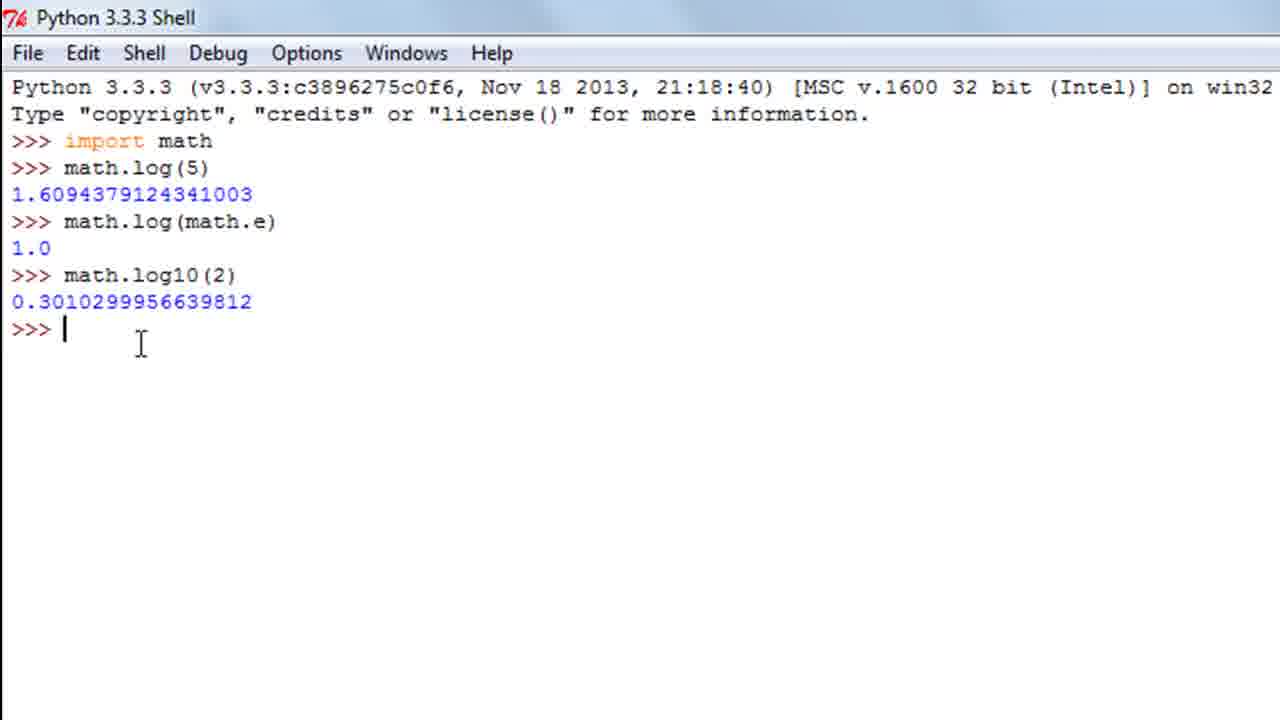 Python 3.3.3 Shell
File Edit Shell Debug Options Windows Help
Python 3.3.3 (v3.3.3:c3896275c0f6, Nov 18 2013, 21:18:40) [MSC v.1600 32 bit (Intel)] on win32
Type "copyright", "credits" or "license()" for more information.
>>> import math
>>> math.log(5)
1.6094379124341003
>>> math.log(math.e)
1.0
>>> math.log10(2)
0.3010299956639812
>>>